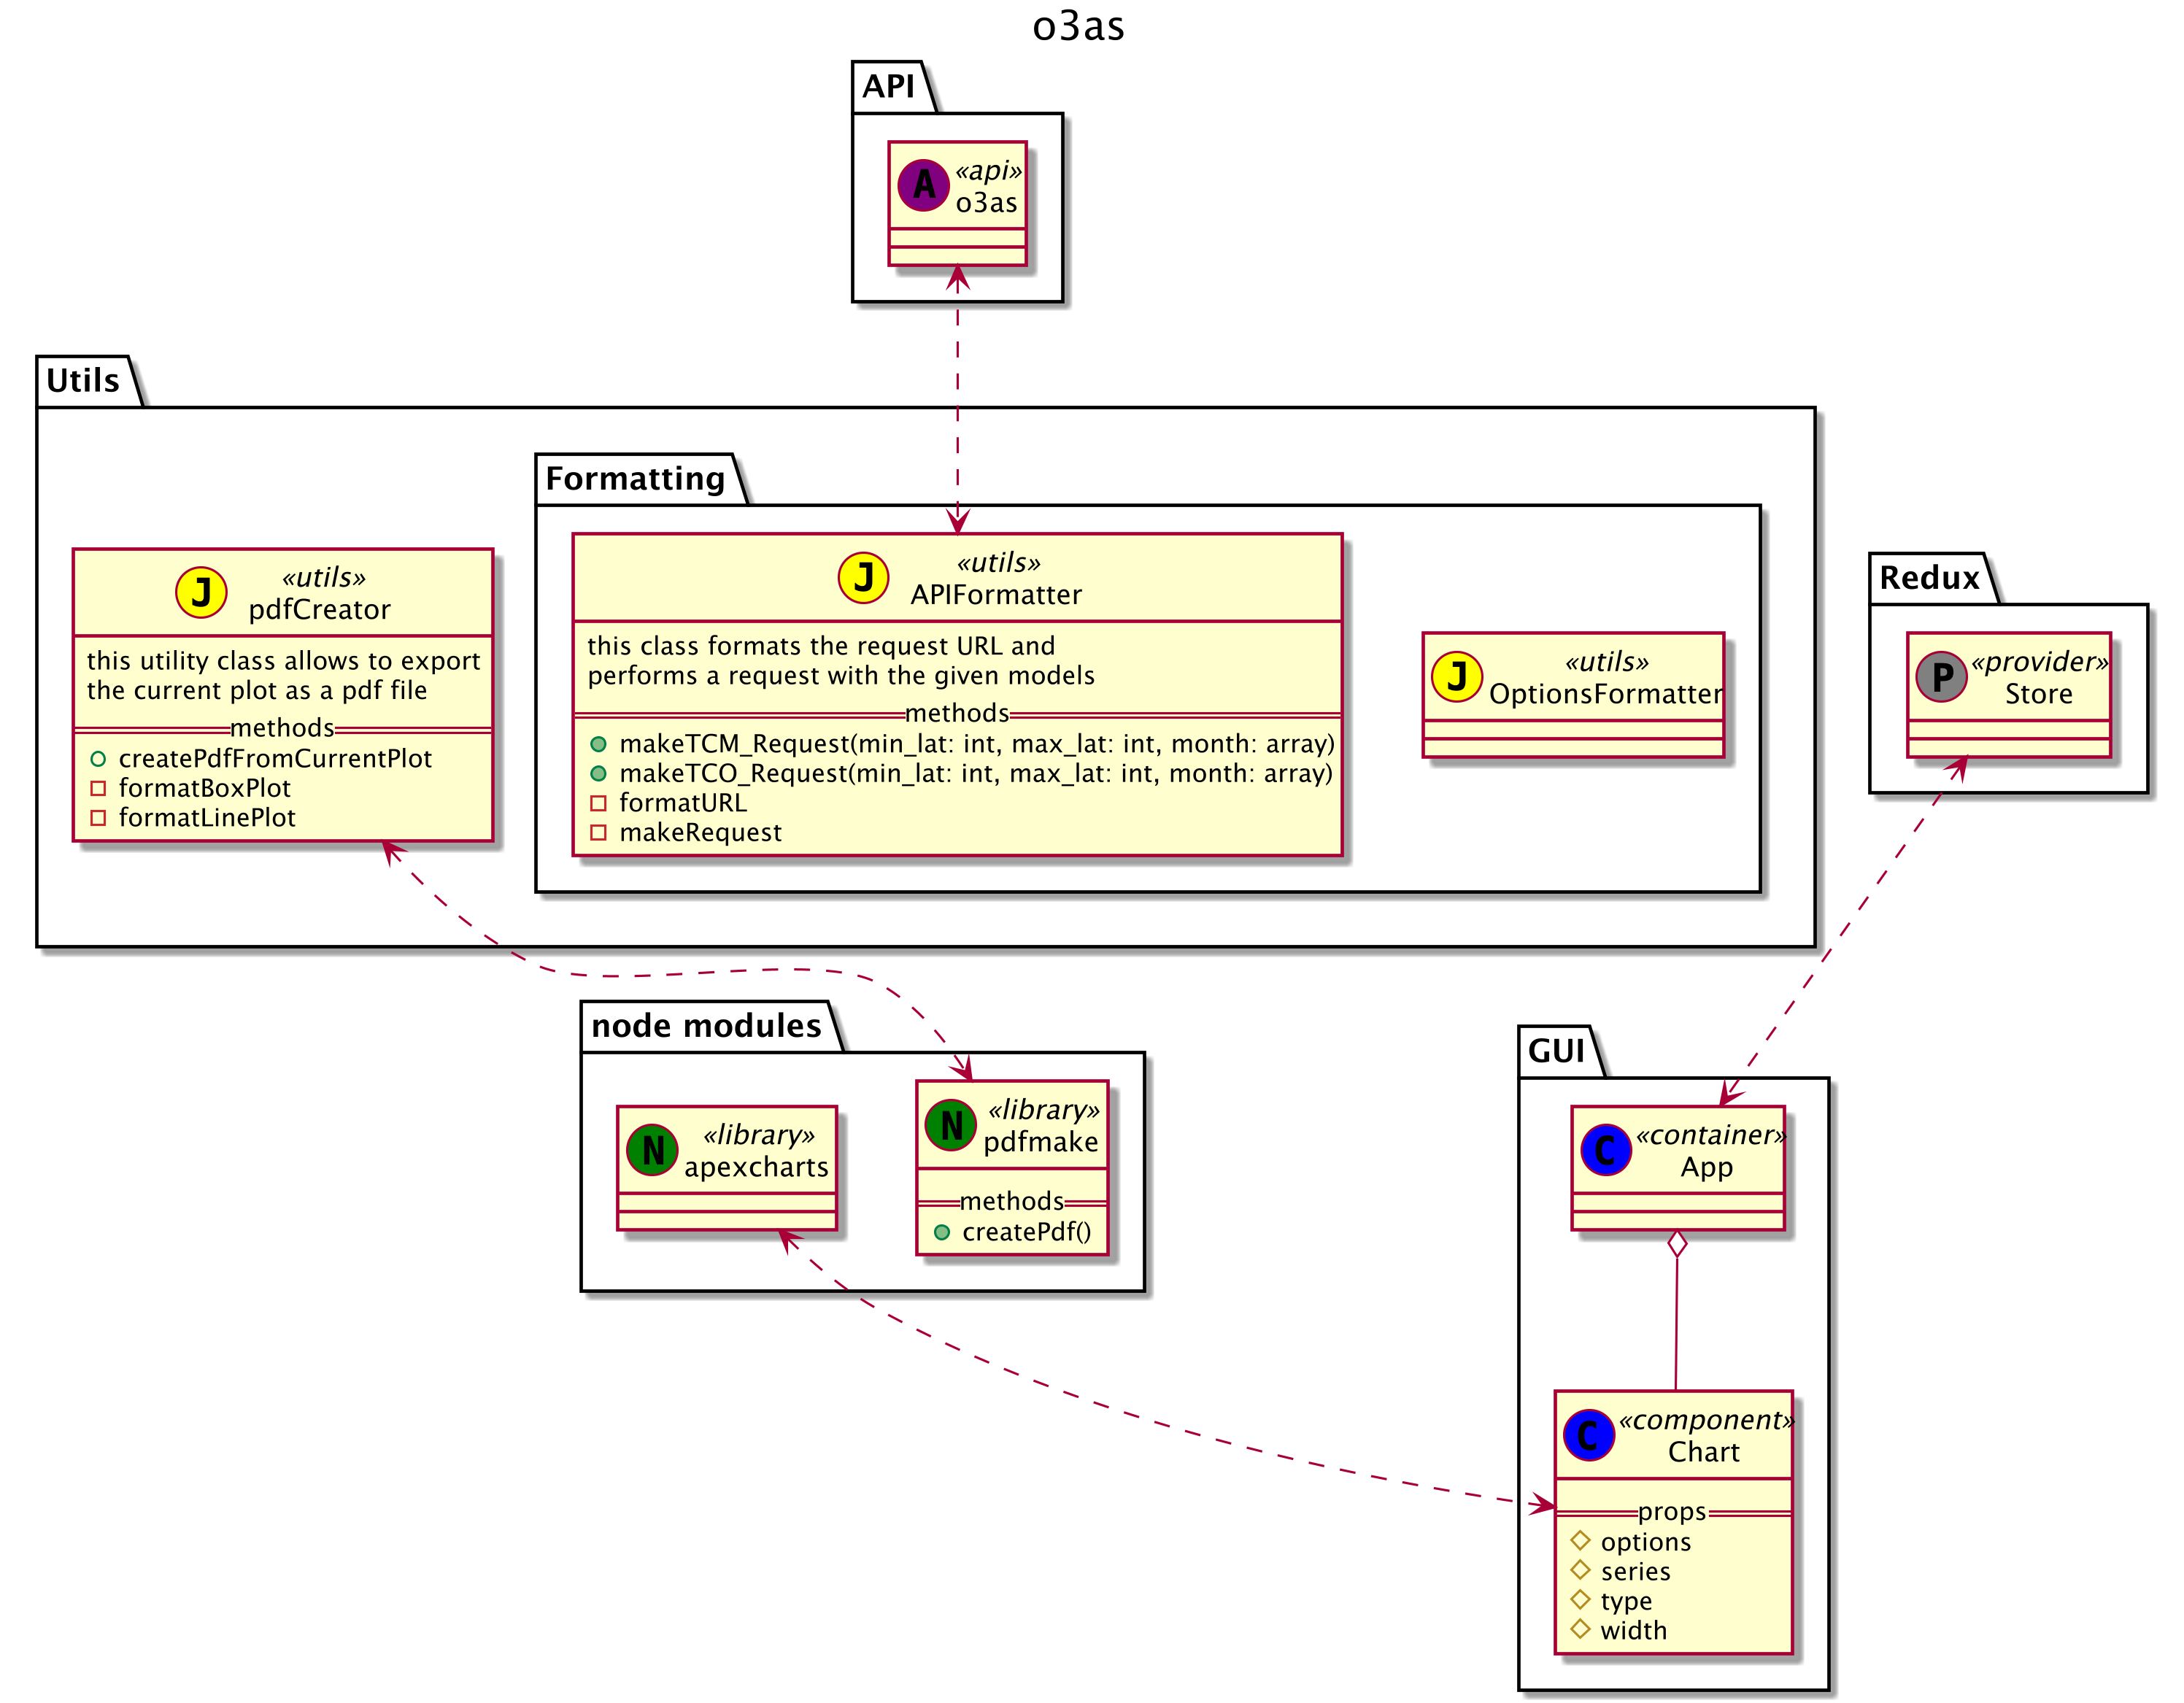 o3as
API
A
«api»
o3as
Utils
Formatting
J
«utils»
pdfCreator
this utility class allows to export
the current plot as a pdf file
methods
createPdfFromCurrentPlot
formatBoxPlot
formatLinePlot
J
«utils»
APIFormatter
this class formats the request URL and
performs a request with the given models
methods
makeTCM_Request(min_lat: int, max_lat: int, month: array)
makeTCO_Request(min_lat: int, max_lat: int, month: array)
formatURL
makeRequest
J
«utils»
OptionsFormatter
Redux
P
«provider»
Store
node modules
N
«library»
apexcharts
N
«library»
pdfmake
methods
createPdf()
GUI
C
«container»
App
C
«component»
Chart
props
options
series
type
width